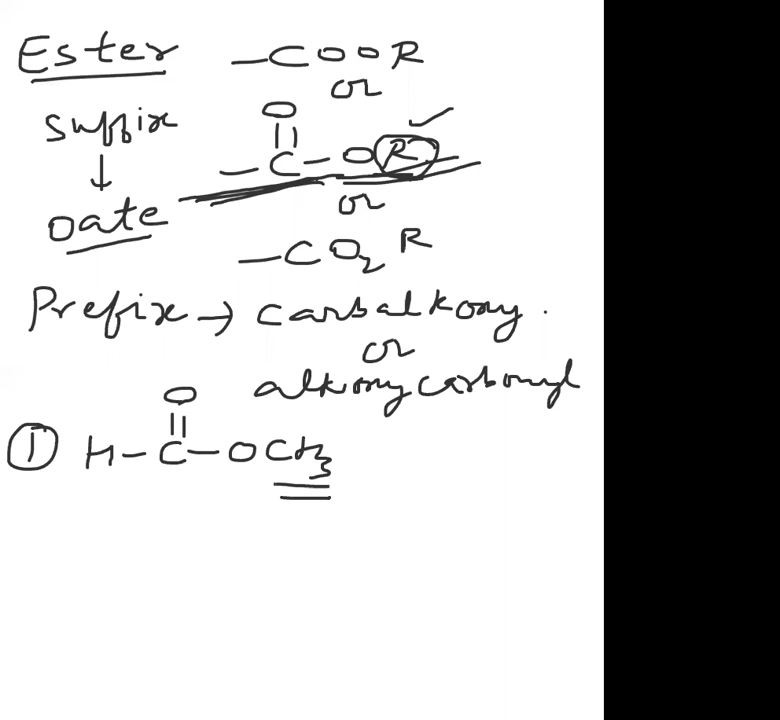 Ester —COOR
or
Suffix
O
||
—C—OR ✓
↓
or
Oate
—CO₂R
Prefix → carbalkoxy.
or
alkoxycarbonyl
O
||
① H—C—OCH₃